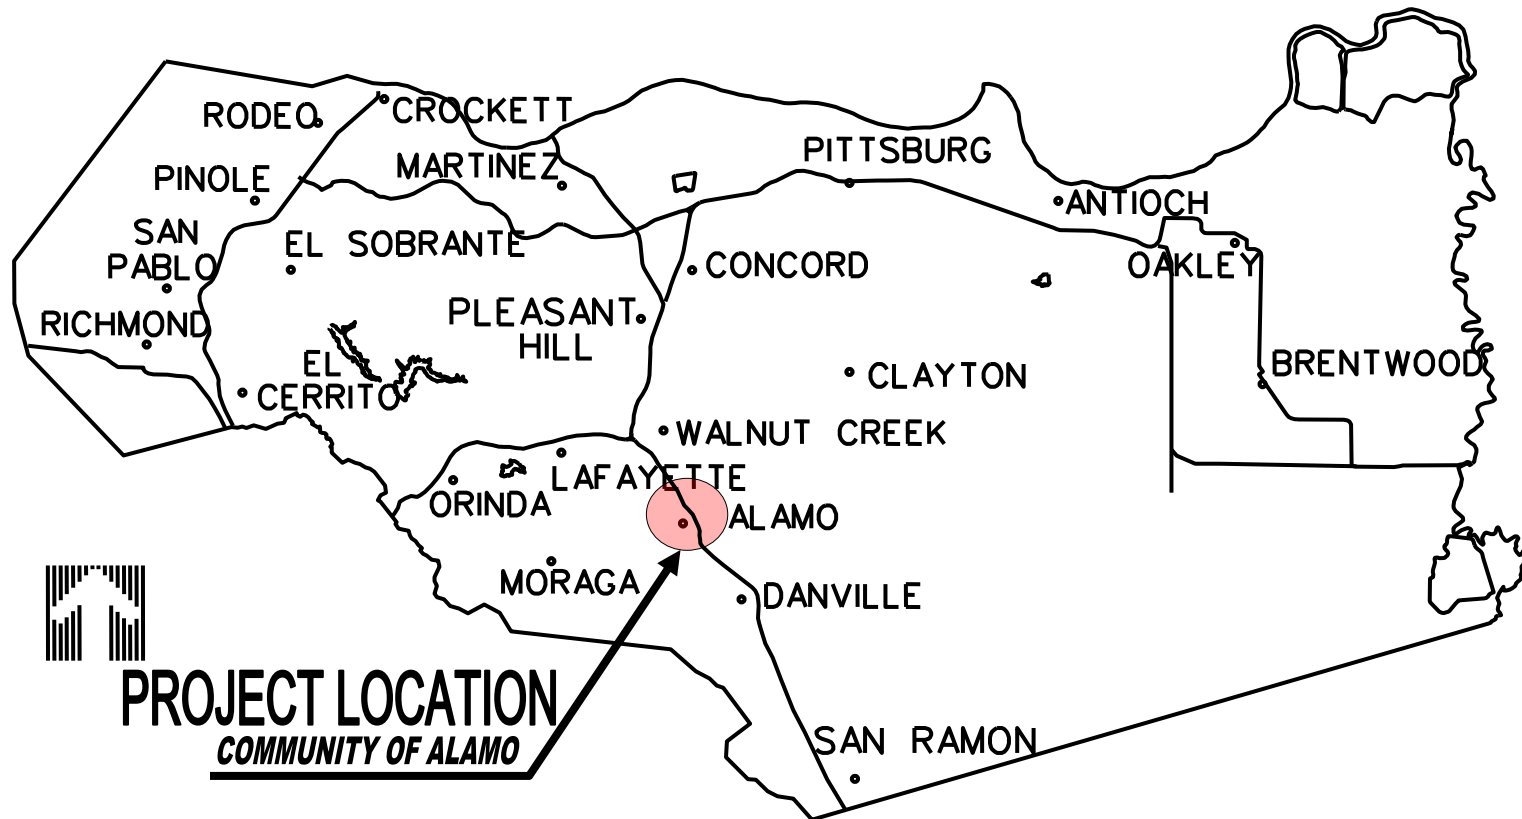 RODEO
CROCKETT
PITTSBURG
MARTINEZ
PINOLE
ANTIOCH
SAN
PABLO
EL SOBRANTE
CONCORD
OAKLEY
RICHMOND
PLEASANT
HILL
EL
CERRITO
CLAYTON
BRENTWOOD
WALNUT CREEK
LAFAYETTE
ORINDA
ALAMO
MORAGA
DANVILLE
PROJECT LOCATION
COMMUNITY OF ALAMO
SAN RAMON